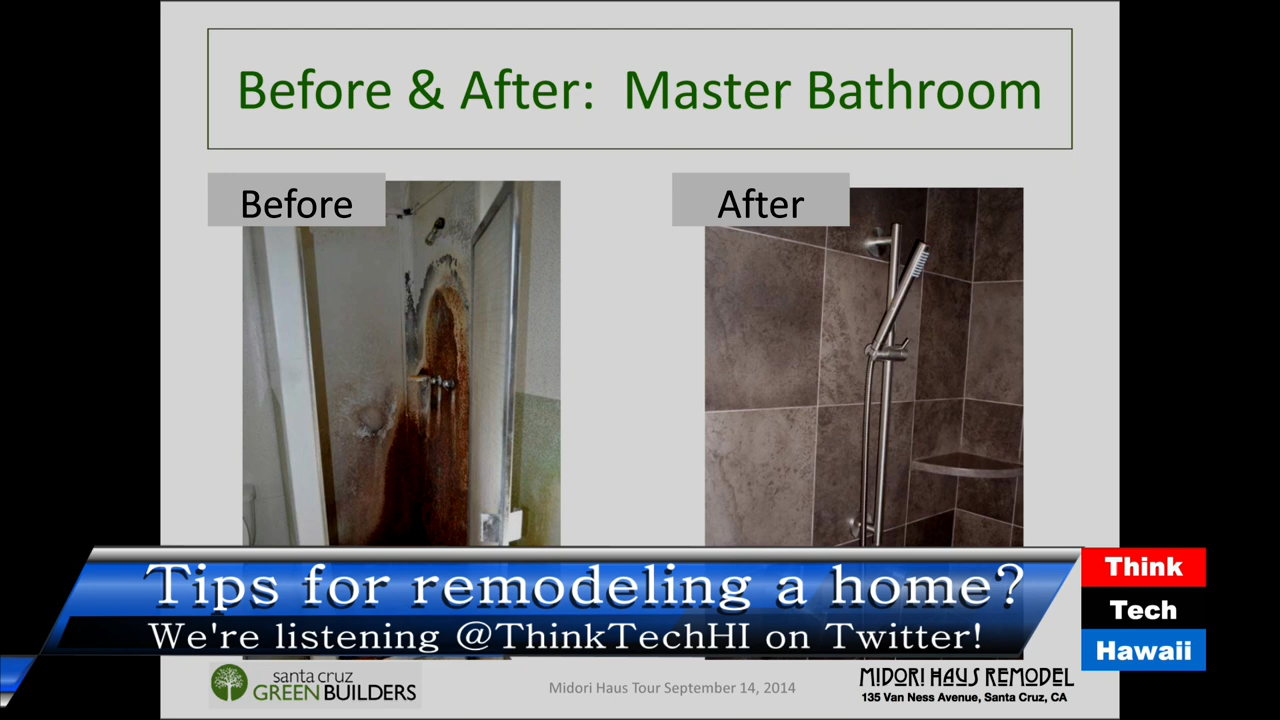 Before & After: Master Bathroom
Before
After
Tips for remodeling a home?
We're listening @ThinkTechHI on Twitter!
Think
Tech
Hawaii
santa cruz
GREEN BUILDERS
Midori Haus Tour September 14, 2014
MIDORI HAUS REMODEL
135 Van Ness Avenue, Santa Cruz, CA